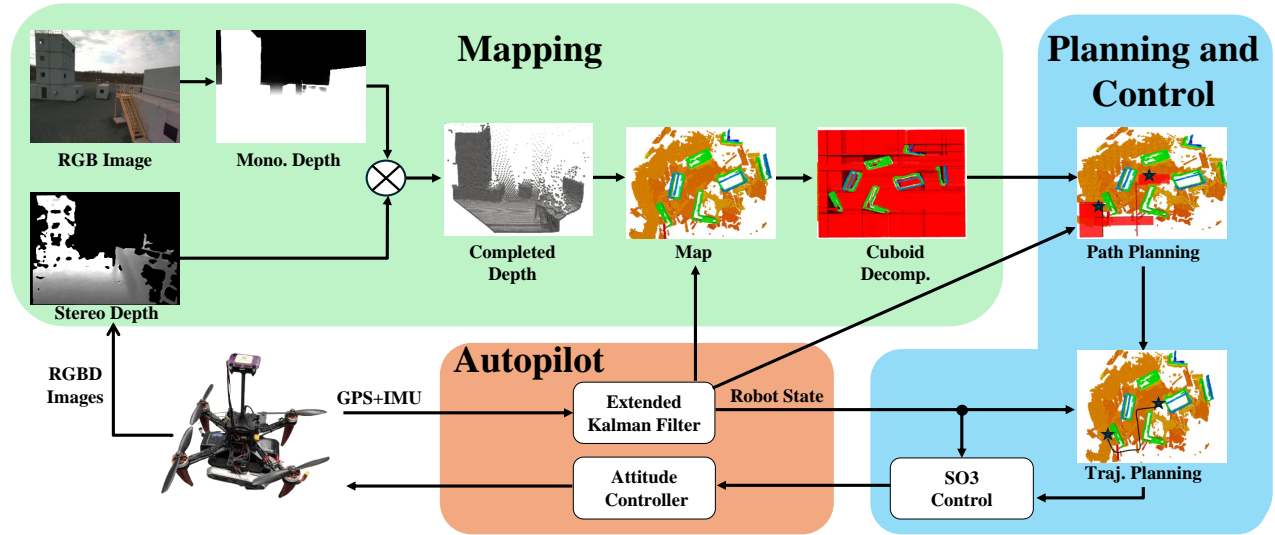 Mapping
Planning and
Control
RGB Image
Mono. Depth
Completed
Depth
Map
Cuboid
Decomp.
Path Planning
Stereo Depth
RGBD
Images
Autopilot
GPS+IMU
Extended
Kalman Filter
Robot State
Attitude
Controller
SO3
Control
Traj. Planning